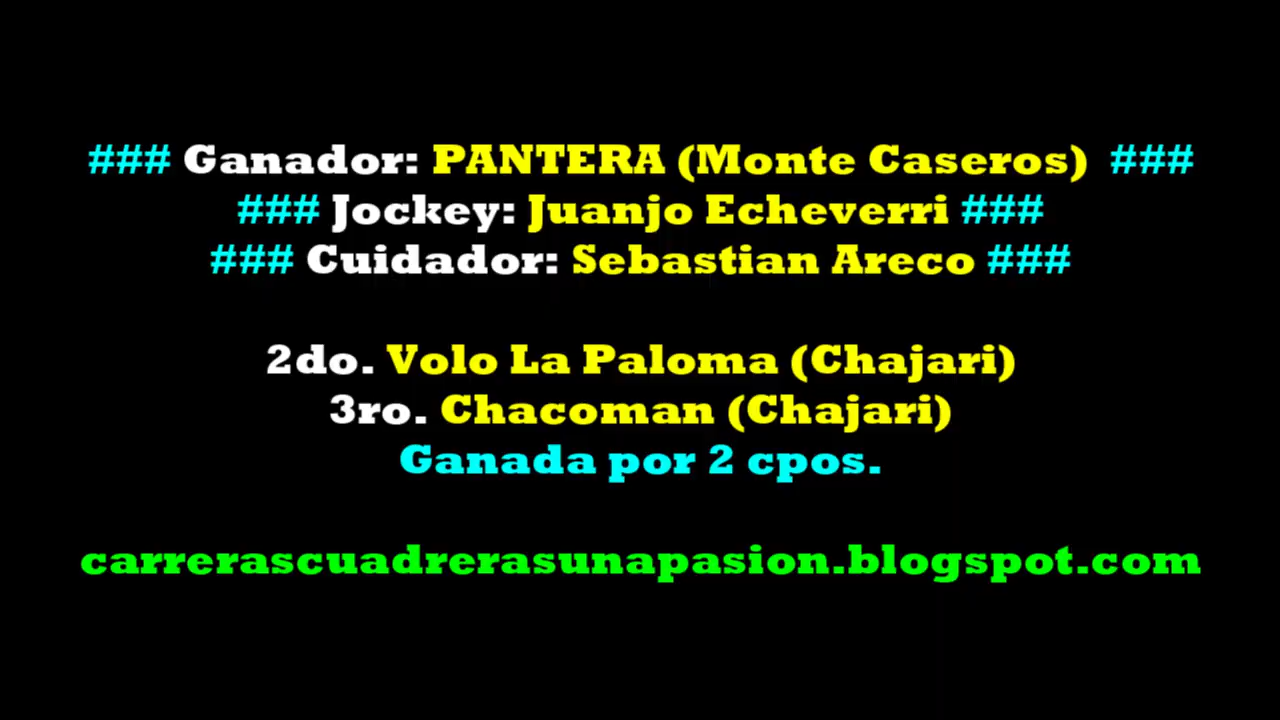 ### Ganador: PANTERA (Monte Caseros) ###
### Jockey: Juanjo Echeverri ###
### Cuidador: Sebastian Areco ###
2do. Volo La Paloma (Chajari)
3ro. Chacoman (Chajari)
Ganada por 2 cpos.
carrerascuadrerasunapasion.blogspot.com